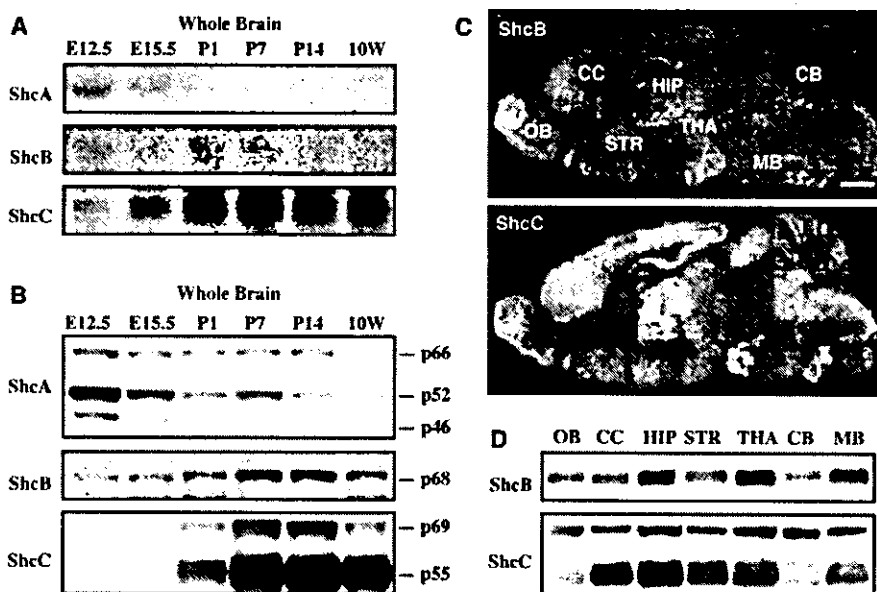 A
Whole Brain
E12.5 E15.5 P1 P7 P14 10W
ShcA
ShcB
ShcC
B
Whole Brain
E12.5 E15.5 P1 P7 P14 10W
ShcA
p66
p52
p46
ShcB
p68
ShcC
p69
p55
C
ShcB
CC HIP CB
OB STR THA MB
ShcC
D
OB CC HIP STR THA CB MB
ShcB
ShcC